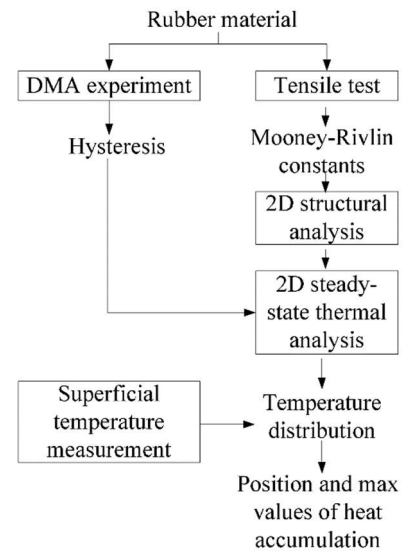 Rubber material
DMA experiment
Tensile test
Hysteresis
Mooney-Rivlin
constants
2D structural
analysis
2D steady-
state thermal
analysis
Superficial
temperature
measurement
Temperature
distribution
Position and max
values of heat
accumulation